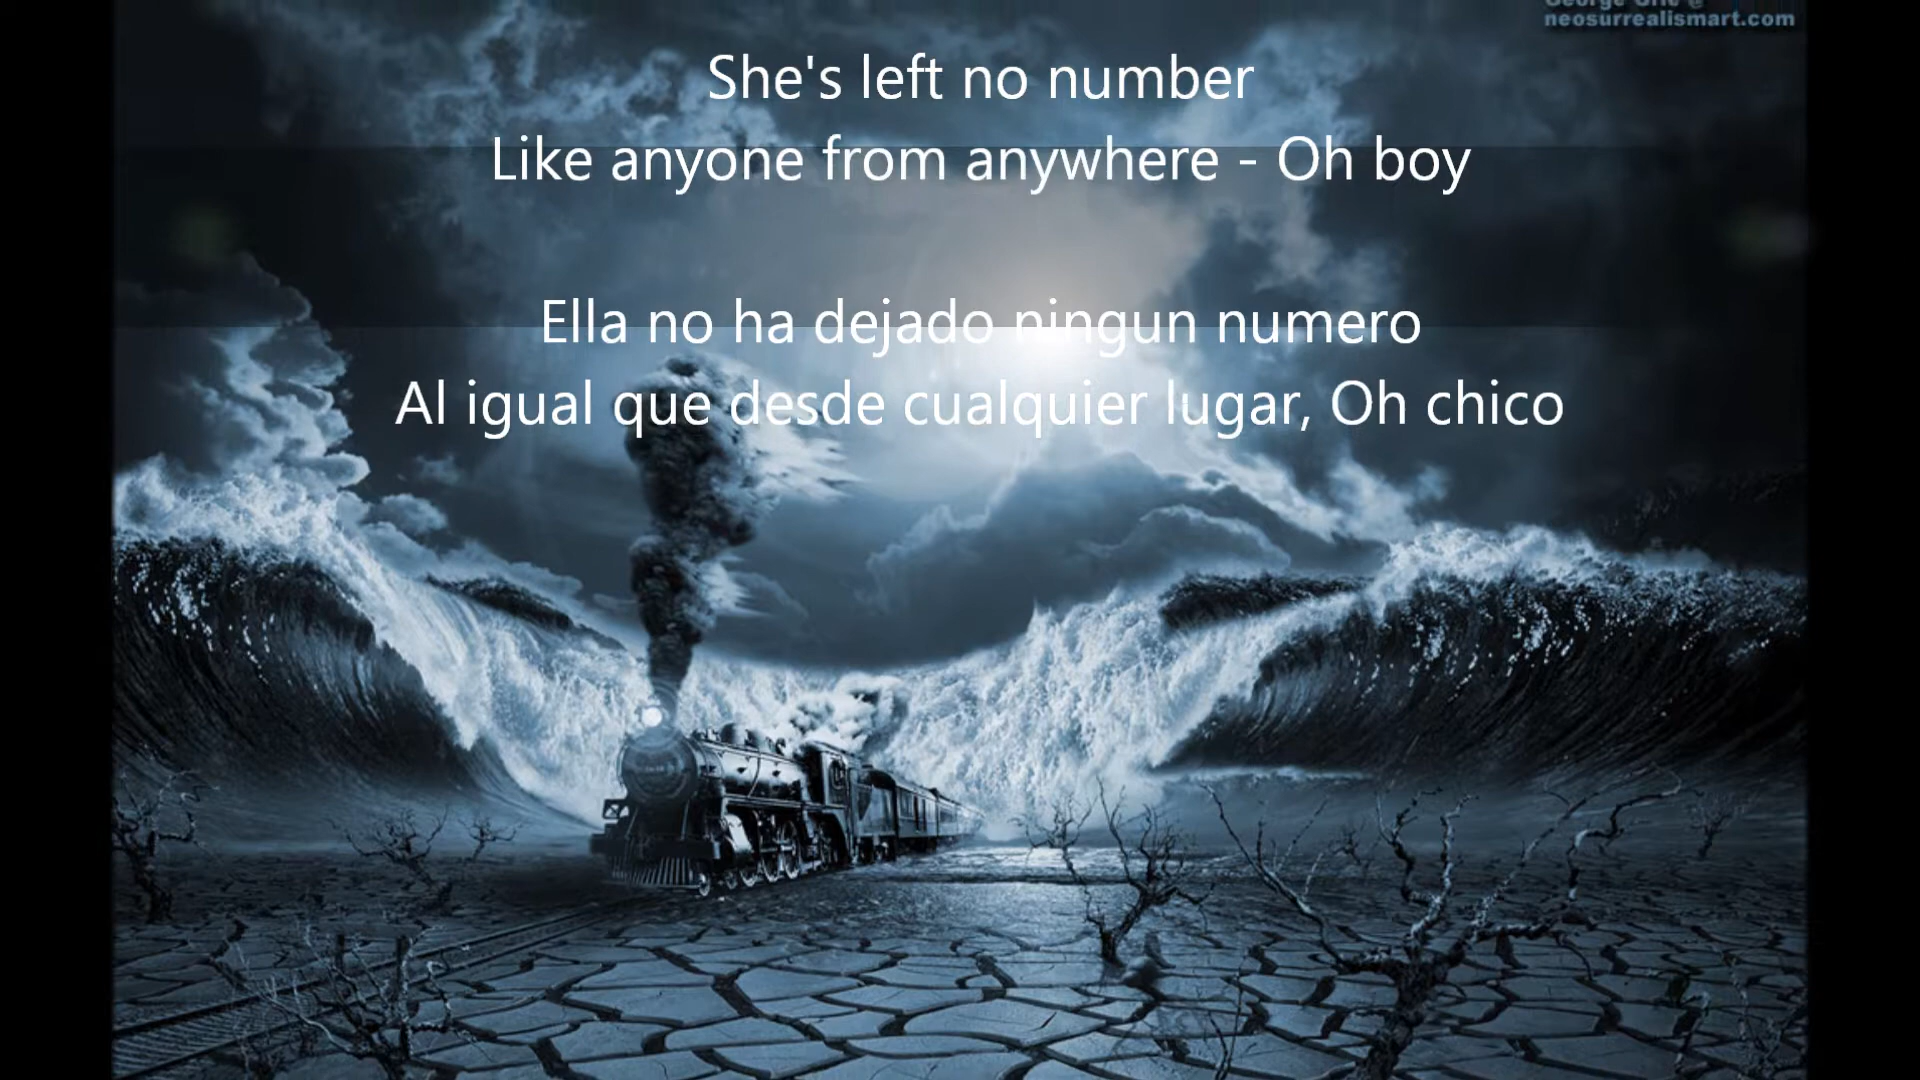 George Grie @
neosurrealismart.com
She's left no number
Like anyone from anywhere - Oh boy
Ella no ha dejado ningun numero
Al igual que desde cualquier lugar, Oh chico